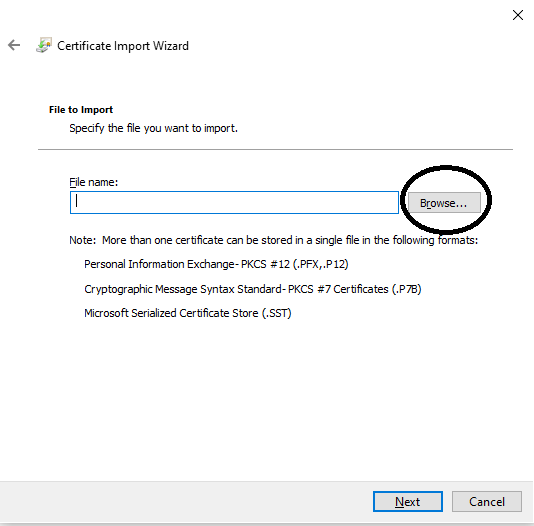 Certificate Import Wizard
File to Import
Specify the file you want to import.
File name:
Browse...
Note: More than one certificate can be stored in a single file in the following formats:
Personal Information Exchange- PKCS #12 (.PFX,.P12)
Cryptographic Message Syntax Standard- PKCS #7 Certificates (.P7B)
Microsoft Serialized Certificate Store (.SST)
Next
Cancel